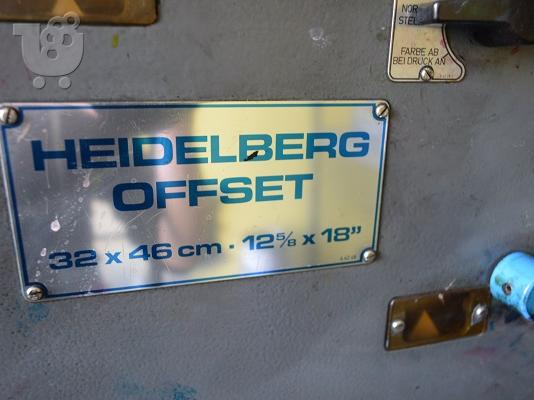 NOR
STEL
FARBE AB
BEI DRUCK AN
HEIDELBERG
OFFSET
32 x 46 cm · 12⅝ x 18”